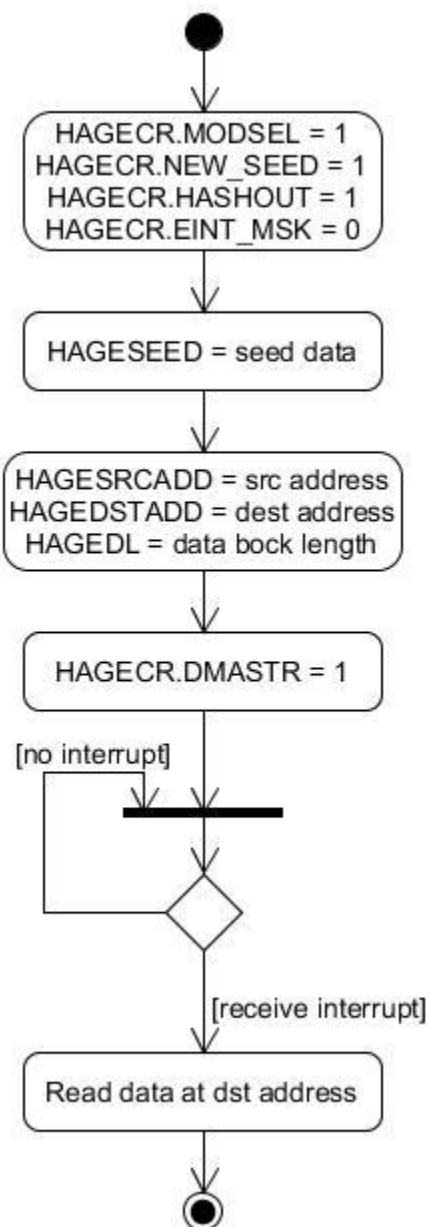 HAGECR.MODSEL = 1
HAGECR.NEW_SEED = 1
HAGECR.HASHOUT = 1
HAGECR.EINT_MSK = 0
HAGESEED = seed data
HAGESRCADD = src address
HAGEDSTADD = dest address
HAGEDL = data bock length
HAGECR.DMASTR = 1
[no interrupt]
[receive interrupt]
Read data at dst address